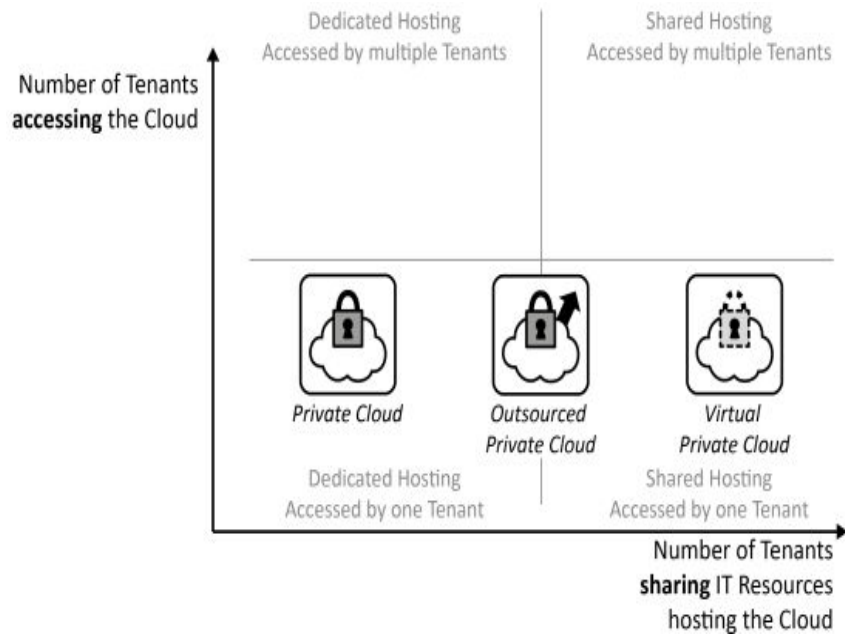 Dedicated Hosting
Accessed by multiple Tenants
Shared Hosting
Accessed by multiple Tenants
Number of Tenants
accessing the Cloud
Private Cloud
Outsourced
Private Cloud
Virtual
Private Cloud
Dedicated Hosting
Accessed by one Tenant
Shared Hosting
Accessed by one Tenant
Number of Tenants
sharing IT Resources
hosting the Cloud